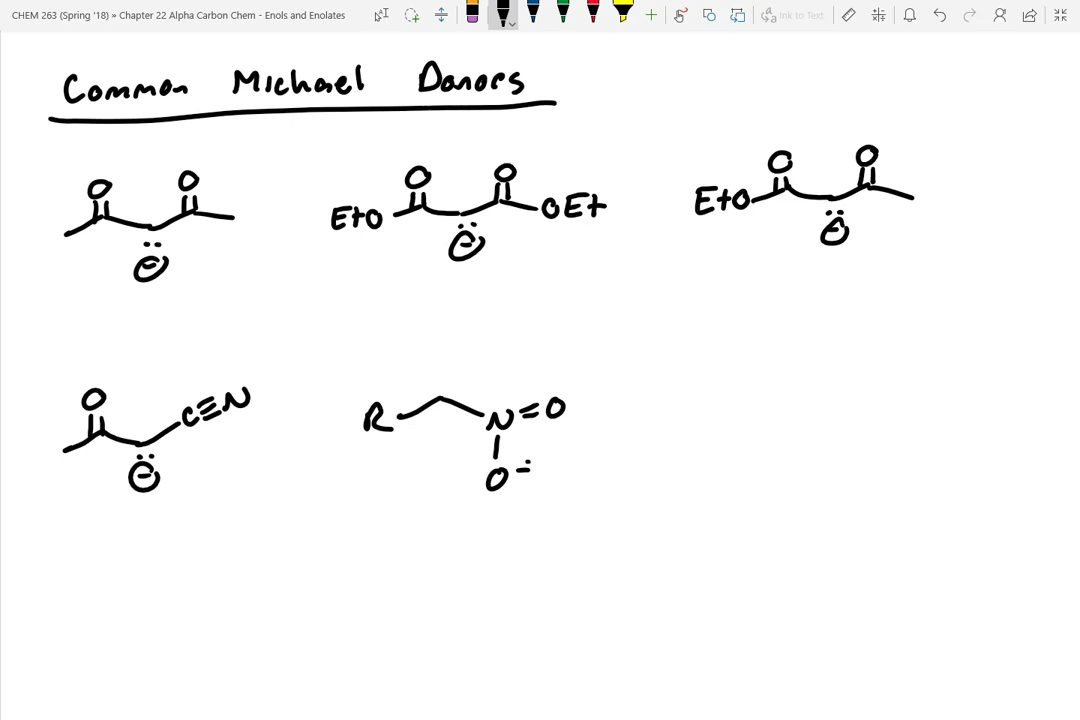 CHEM 263 (Spring '18) » Chapter 22 Alpha Carbon Chem - Enols and Enolates
Ink to Text
Common Michael Donors
O O
EtO O O OEt
EtO O O
O C≡N
R N=O
O